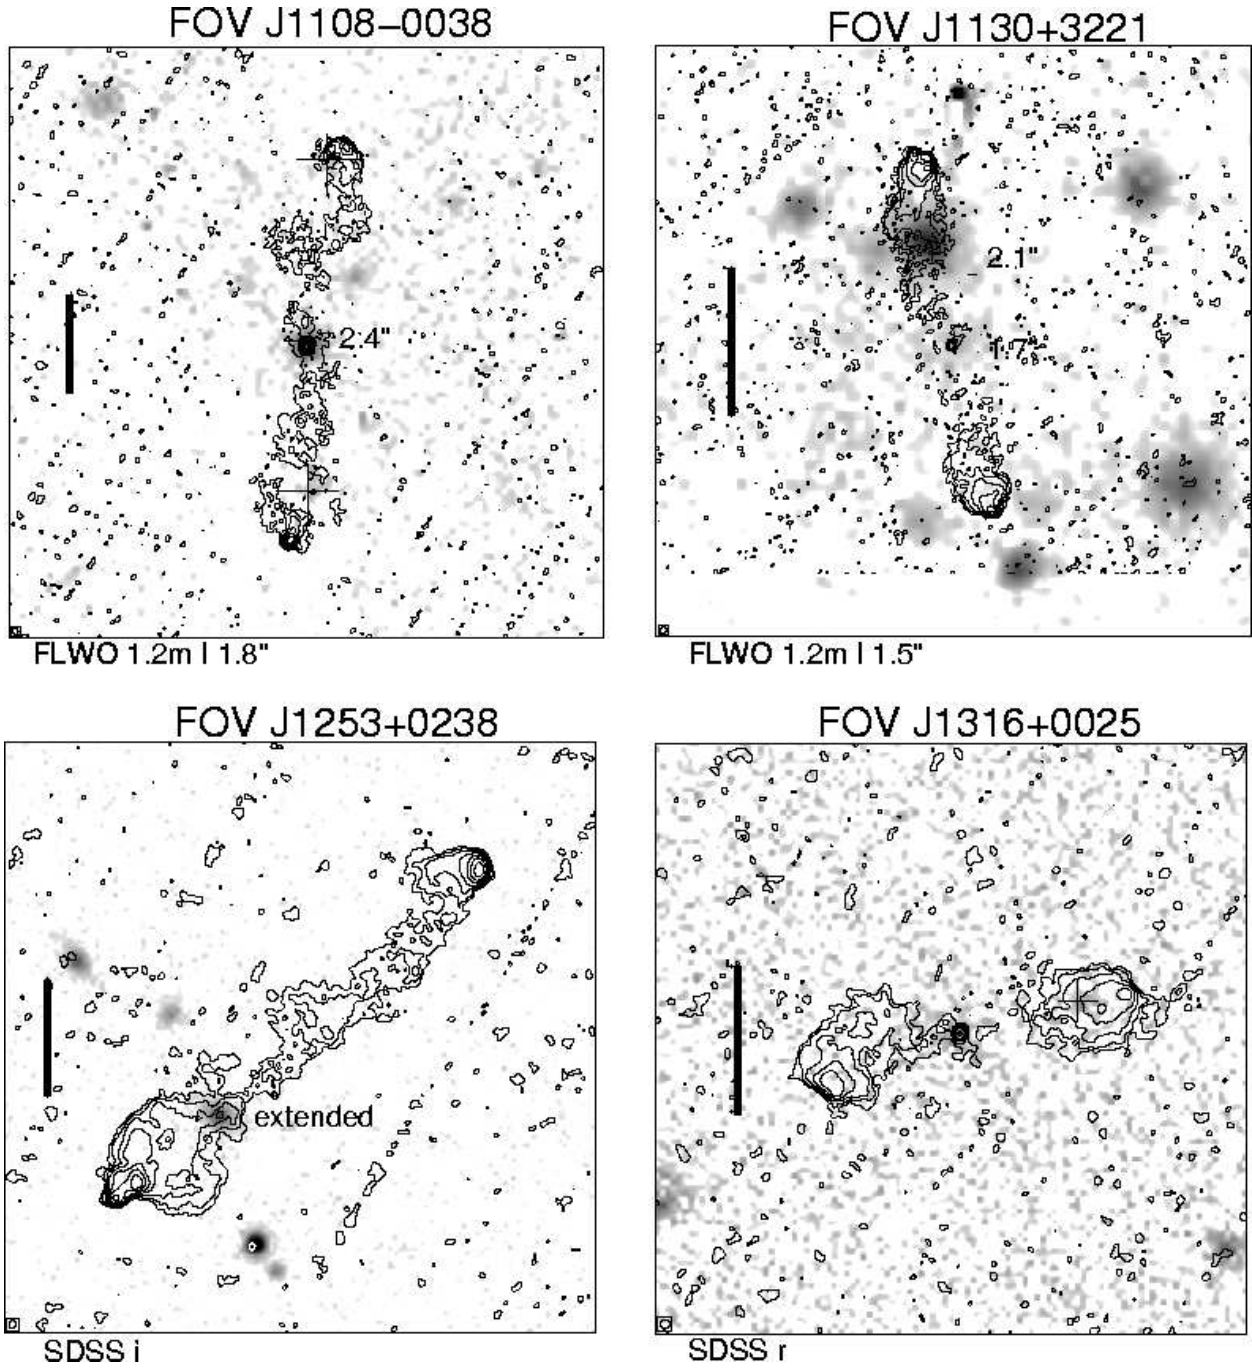 FOV J1108−0038
FOV J1130+3221
2.4"
2.1"
1.7"
FLWO 1.2m I 1.8"
FLWO 1.2m I 1.5"
FOV J1253+0238
FOV J1316+0025
extended
SDSS i
SDSS r